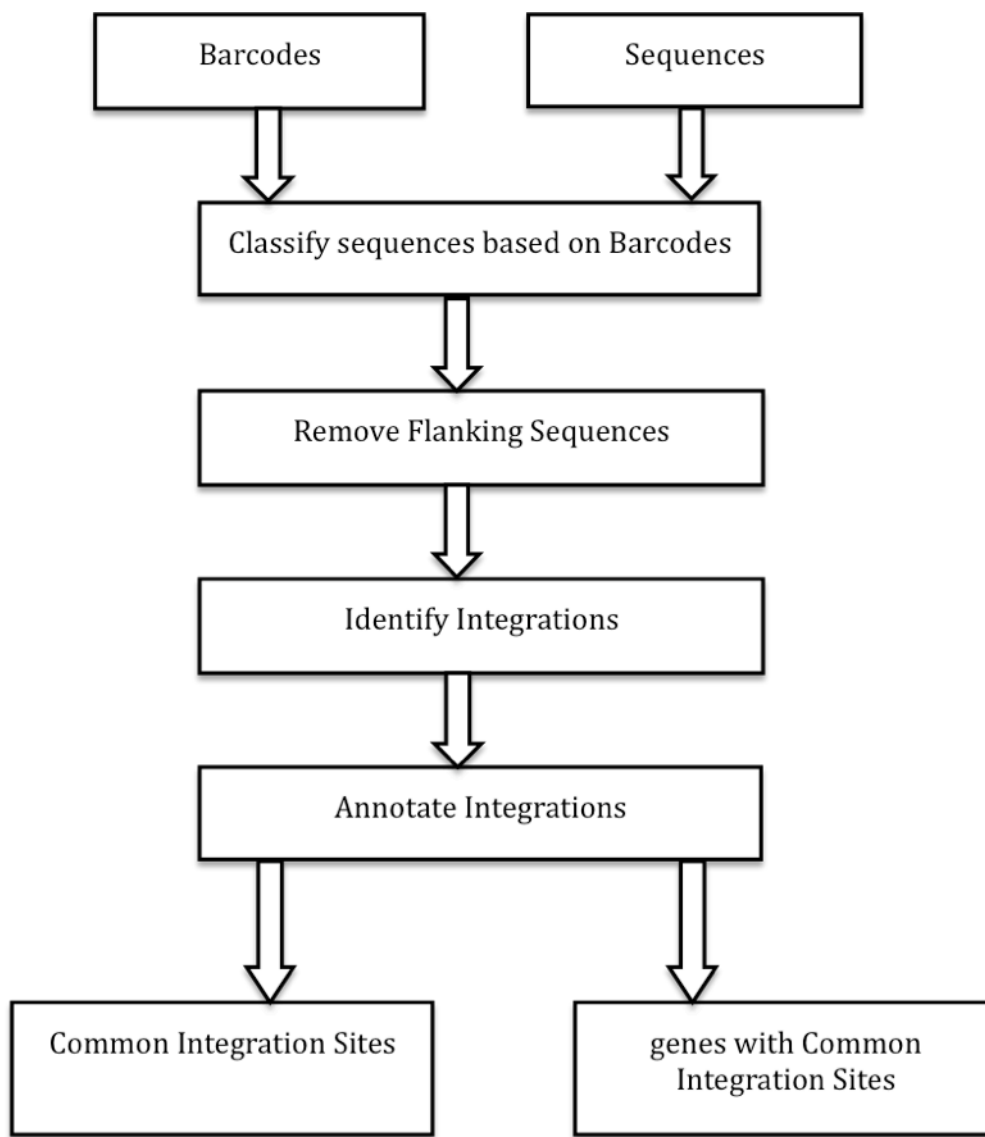 Barcodes
Sequences
Classify sequences based on Barcodes
Remove Flanking Sequences
Identify Integrations
Annotate Integrations
Common Integration Sites
genes with Common
Integration Sites